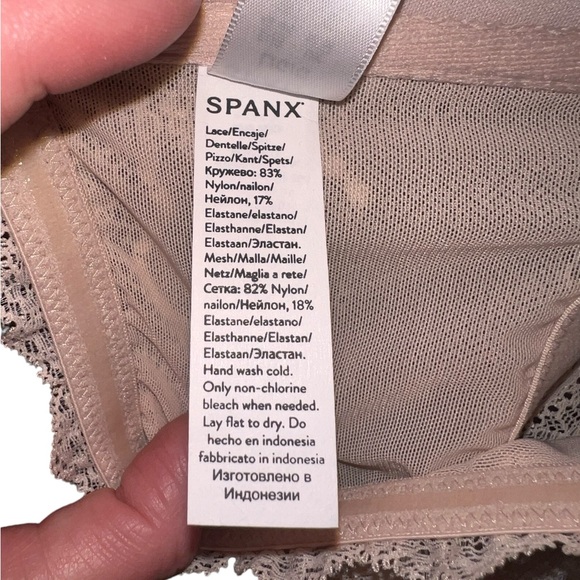 SPANX
Lace/Encaje/
Dentelle/Spitze/
Pizzo/Kant/Spets/
Кружево: 83%
Nylon/nailon/
Нейлон, 17%
Elastane/elastano/
Elasthanne/Elastan/
Elastaan/Эластан.
Mesh/Malla/Maille/
Netz/Maglia a rete/
Сетка: 82% Nylon/
nailon/Нейлон, 18%
Elastane/elastano/
Elasthanne/Elastan/
Elastaan/Эластан.
Hand wash cold.
Only non-chlorine
bleach when needed.
Lay flat to dry. Do
hecho en indonesia
fabbricato in indonesia
Изготовлено в
Индонезии